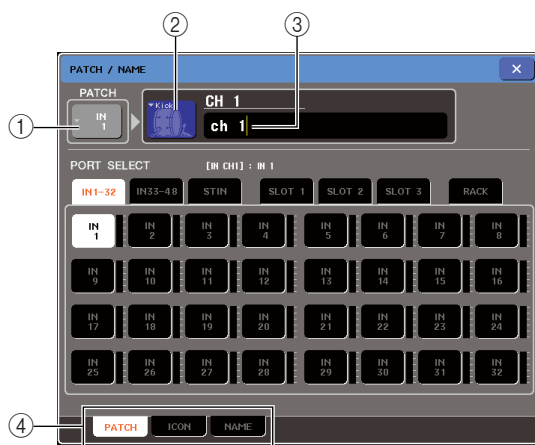 ① ② ③ ④
PATCH / NAME
×
PATCH
IN 1
Kick
CH 1
ch 1
PORT SELECT [IN CH1] : IN 1
IN1-32 IN33-48 STIN SLOT 1 SLOT 2 SLOT 3 RACK
IN 1 IN 2 IN 3 IN 4 IN 5 IN 6 IN 7 IN 8
IN 9 IN 10 IN 11 IN 12 IN 13 IN 14 IN 15 IN 16
IN 17 IN 18 IN 19 IN 20 IN 21 IN 22 IN 23 IN 24
IN 25 IN 26 IN 27 IN 28 IN 29 IN 30 IN 31 IN 32
PATCH ICON NAME